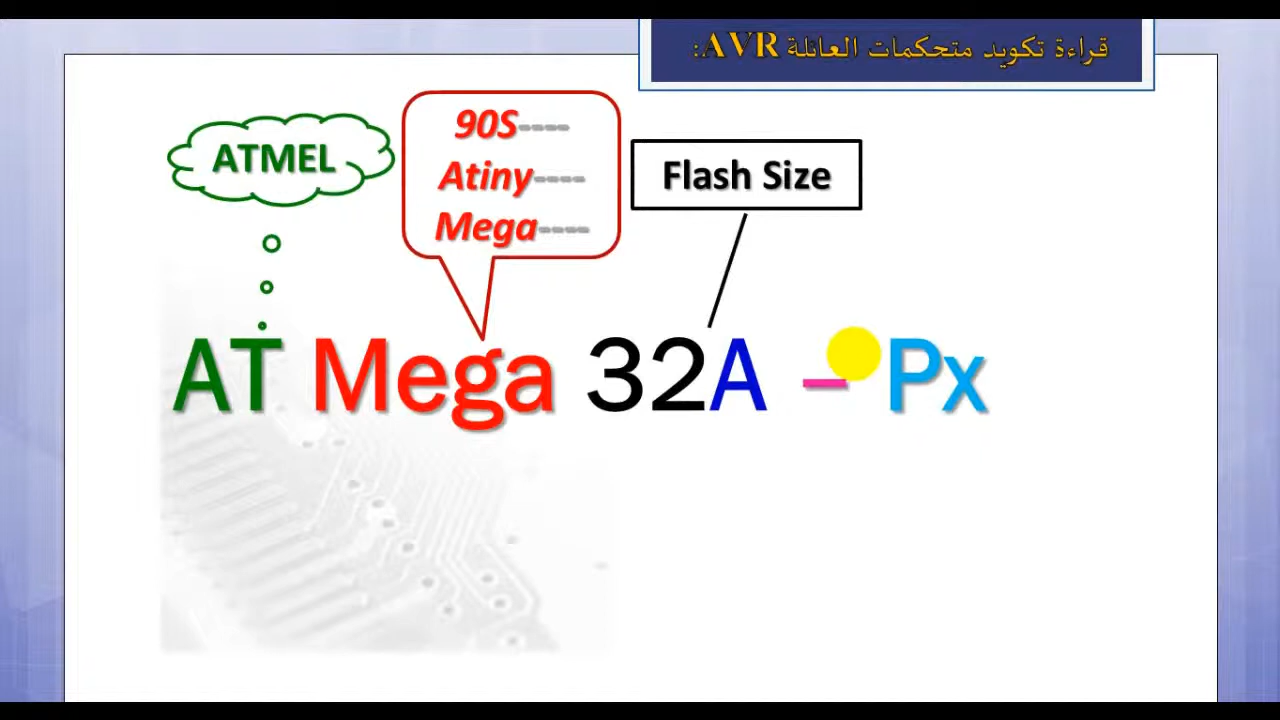 قراءة تكويد متحكمات العائلة AVR:
ATMEL
90S----
Atiny----
Mega----
Flash Size
AT Mega 32A – Px